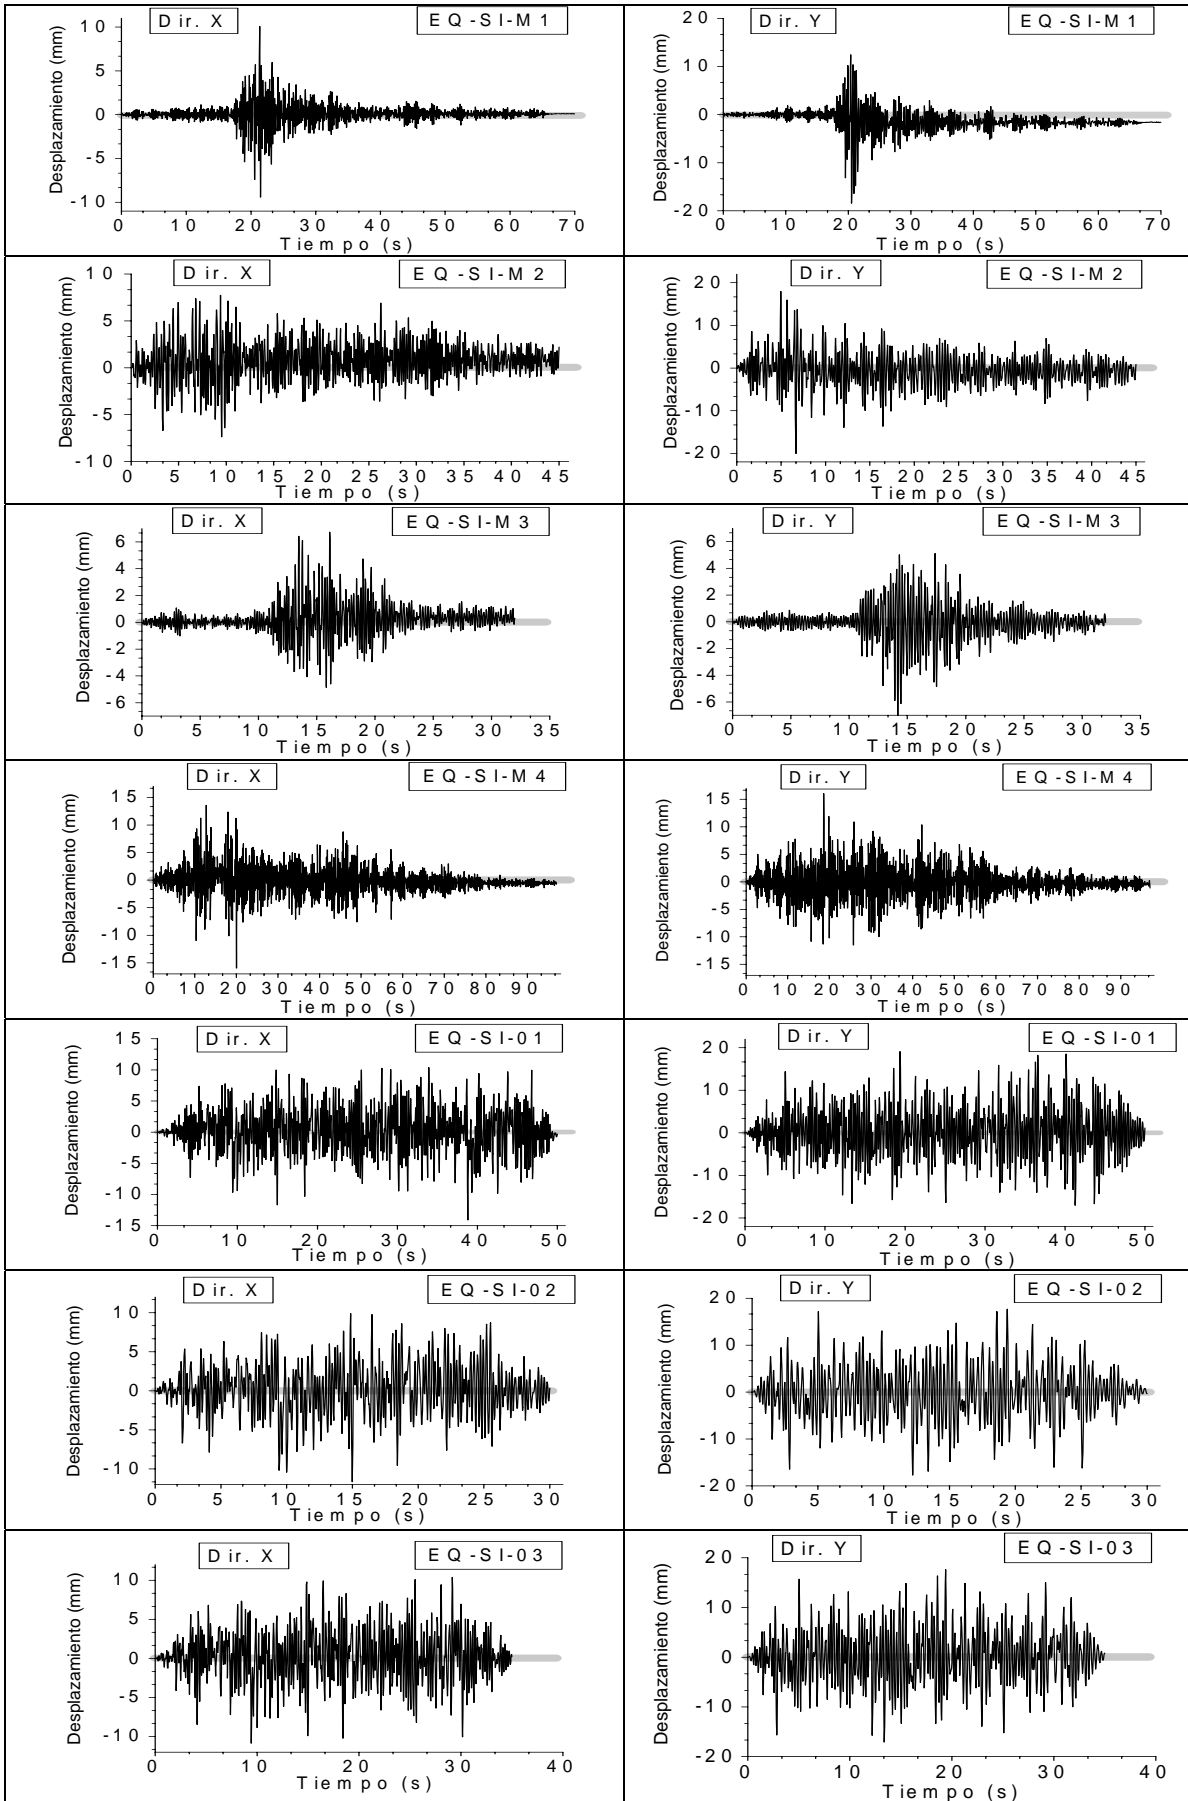 Dir. X
EQ-SI-M1
Desplazamiento (mm)
10
5
0
-5
-10
0 10 20 30 40 50 60 70
Tiempo (s)
Dir. Y
EQ-SI-M1
Desplazamiento (mm)
20
10
0
-10
-20
0 10 20 30 40 50 60 70
Tiempo (s)
Dir. X
EQ-SI-M2
Desplazamiento (mm)
10
5
0
-5
-10
0 5 10 15 20 25 30 35 40 45
Tiempo (s)
Dir. Y
EQ-SI-M2
Desplazamiento (mm)
20
10
0
-10
-20
0 5 10 15 20 25 30 35 40 45
Tiempo (s)
Dir. X
EQ-SI-M3
Desplazamiento (mm)
6
4
2
0
-2
-4
-6
0 5 10 15 20 25 30 35
Tiempo (s)
Dir. Y
EQ-SI-M3
Desplazamiento (mm)
6
4
2
0
-2
-4
-6
0 5 10 15 20 25 30 35
Tiempo (s)
Dir. X
EQ-SI-M4
Desplazamiento (mm)
15
10
5
0
-5
-10
-15
0 10 20 30 40 50 60 70 80 90
Tiempo (s)
Dir. Y
EQ-SI-M4
Desplazamiento (mm)
15
10
5
0
-5
-10
-15
0 10 20 30 40 50 60 70 80 90
Tiempo (s)
Dir. X
EQ-SI-01
Desplazamiento (mm)
15
10
5
0
-5
-10
-15
0 10 20 30 40 50
Tiempo (s)
Dir. Y
EQ-SI-01
Desplazamiento (mm)
20
10
0
-10
-20
0 10 20 30 40 50
Tiempo (s)
Dir. X
EQ-SI-02
Desplazamiento (mm)
10
5
0
-5
-10
0 5 10 15 20 25 30
Tiempo (s)
Dir. Y
EQ-SI-02
Desplazamiento (mm)
20
10
0
-10
-20
0 5 10 15 20 25 30
Tiempo (s)
Dir. X
EQ-SI-03
Desplazamiento (mm)
10
5
0
-5
-10
0 10 20 30 40
Tiempo (s)
Dir. Y
EQ-SI-03
Desplazamiento (mm)
20
10
0
-10
-20
0 10 20 30 40
Tiempo (s)